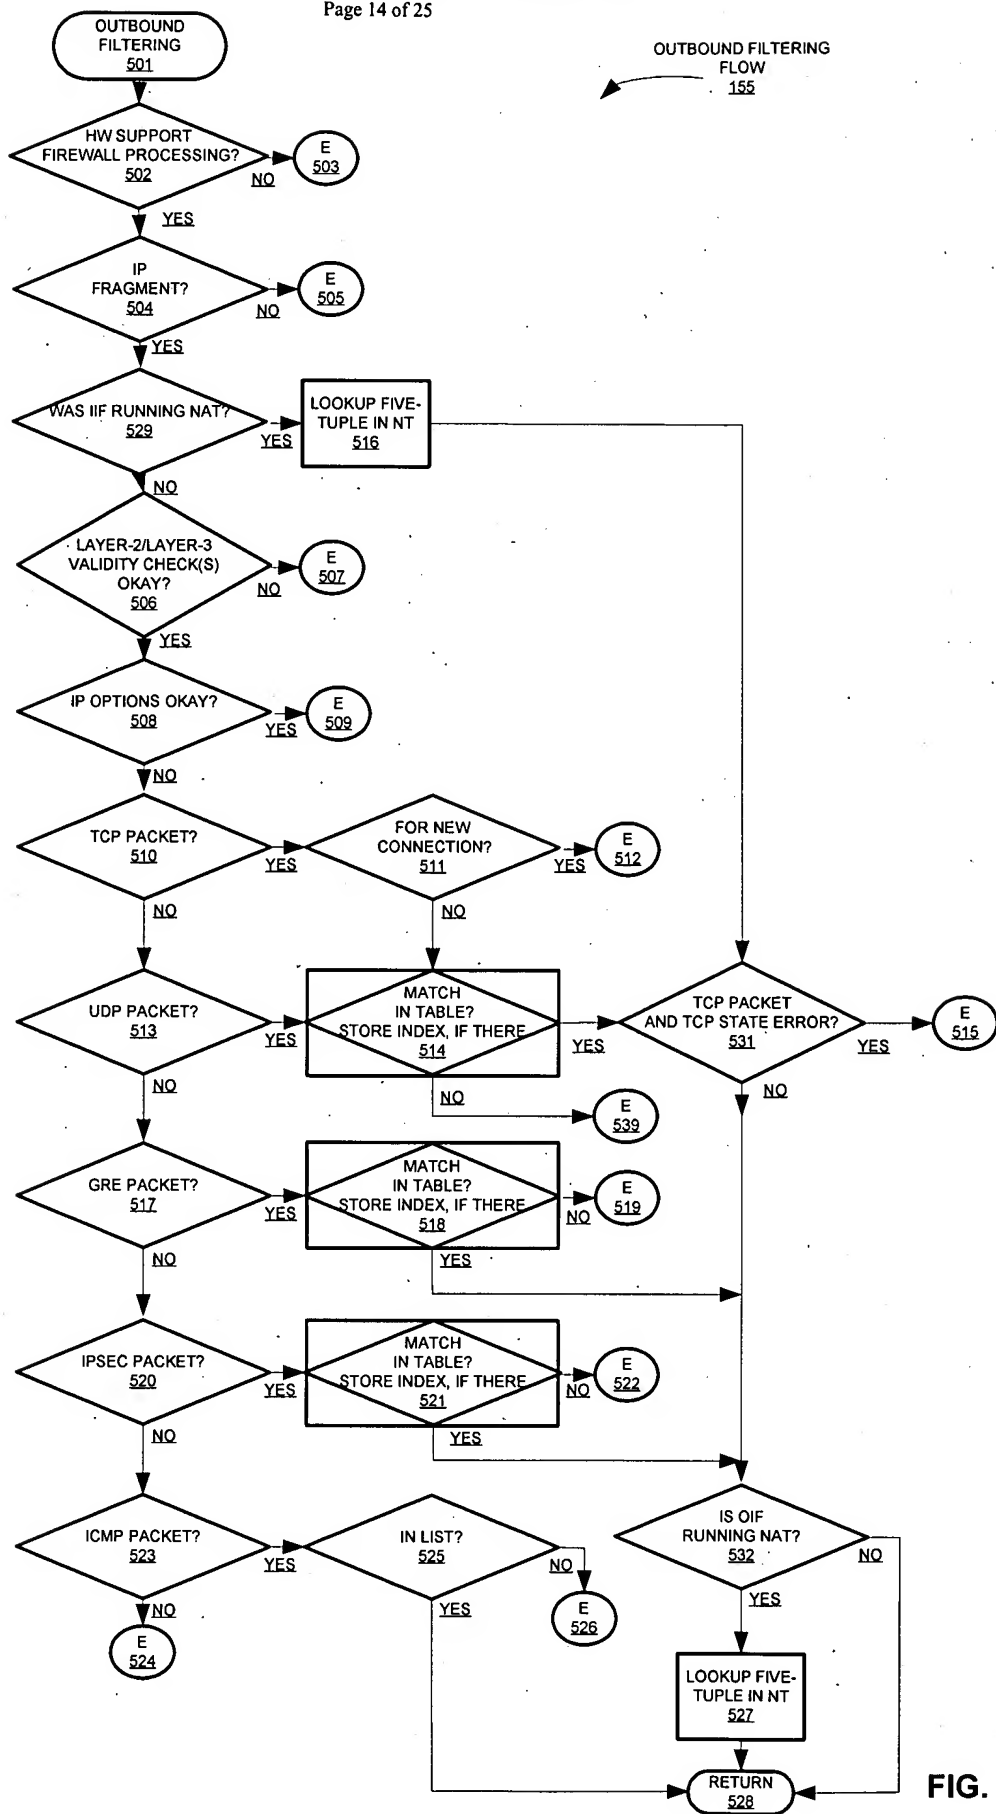 Page 14 of 25
OUTBOUND
FILTERING
501
OUTBOUND FILTERING
FLOW
155
HW SUPPORT
FIREWALL PROCESSING?
502
NO
E
503
YES
IP
FRAGMENT?
504
NO
E
505
YES
WAS IIF RUNNING NAT?
529
YES
LOOKUP FIVE-
TUPLE IN NT
516
NO
LAYER-2/LAYER-3
VALIDITY CHECK(S)
OKAY?
506
NO
E
507
YES
IP OPTIONS OKAY?
508
YES
E
509
NO
TCP PACKET?
510
YES
FOR NEW
CONNECTION?
511
YES
E
512
NO
NO
UDP PACKET?
513
YES
MATCH
IN TABLE?
STORE INDEX, IF THERE
514
YES
TCP PACKET
AND TCP STATE ERROR?
531
YES
E
515
NO
NO
E
539
NO
GRE PACKET?
517
YES
MATCH
IN TABLE?
STORE INDEX, IF THERE
518
NO
E
519
NO
YES
IPSEC PACKET?
520
YES
MATCH
IN TABLE?
STORE INDEX, IF THERE
521
NO
E
522
NO
YES
ICMP PACKET?
523
YES
IN LIST?
525
NO
E
526
IS OIF
RUNNING NAT?
532
NO
NO
E
524
YES
YES
LOOKUP FIVE-
TUPLE IN NT
527
RETURN
528
FIG.